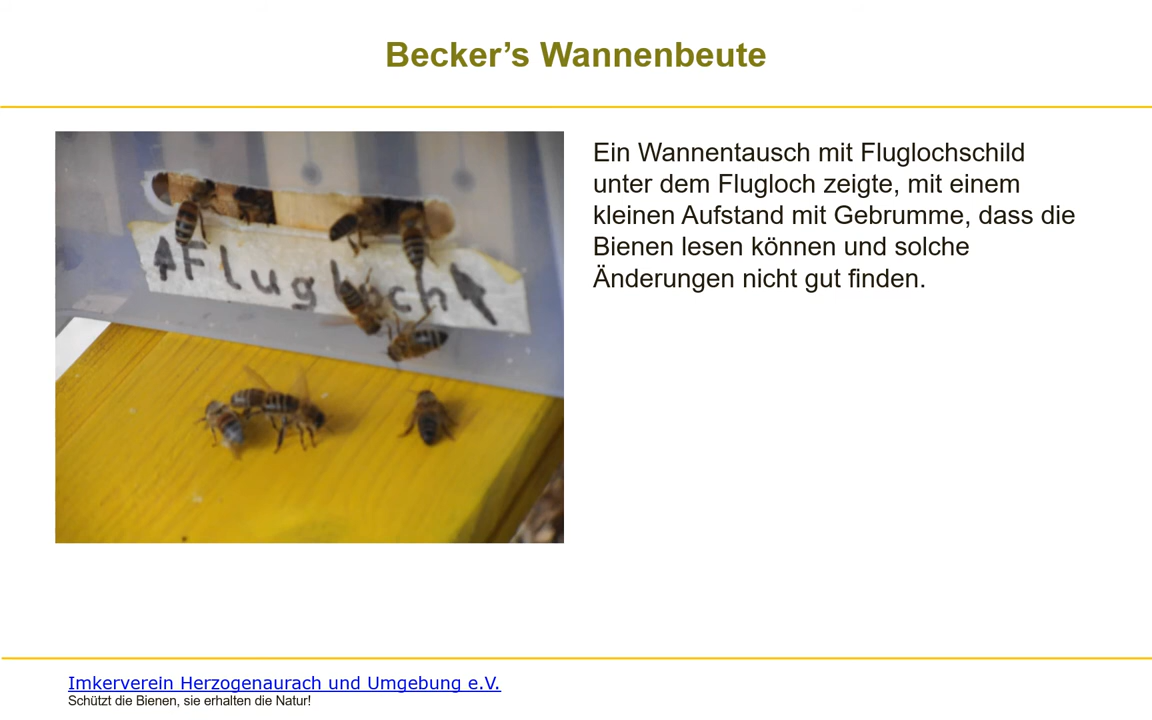 Becker’s Wannenbeute
Ein Wannentausch mit Fluglochschild
unter dem Flugloch zeigte, mit einem
kleinen Aufstand mit Gebrumme, dass die
Bienen lesen können und solche
Änderungen nicht gut finden.
Flugloch
Imkerverein Herzogenaurach und Umgebung e.V.
Schützt die Bienen, sie erhalten die Natur!